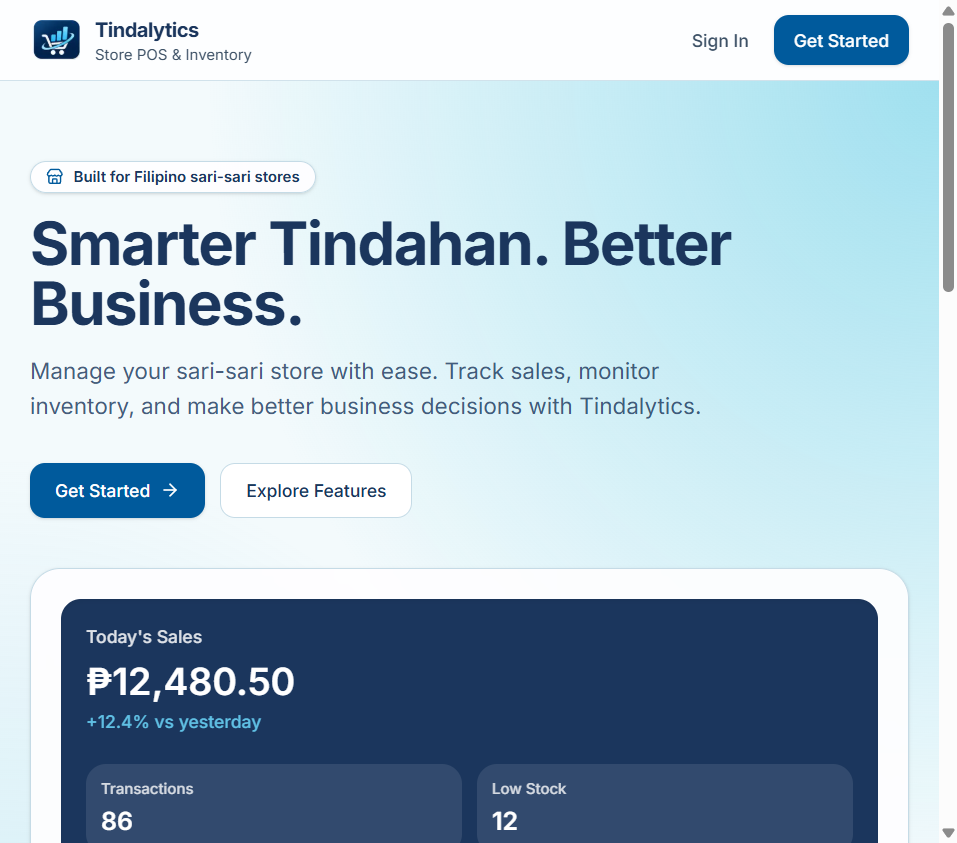 Tindalytics
Store POS & Inventory
Sign In
Get Started
Built for Filipino sari-sari stores
Smarter Tindahan. Better
Business.
Manage your sari-sari store with ease. Track sales, monitor
inventory, and make better business decisions with Tindalytics.
Get Started →
Explore Features
Today's Sales
₱12,480.50
+12.4% vs yesterday
Transactions
86
Low Stock
12